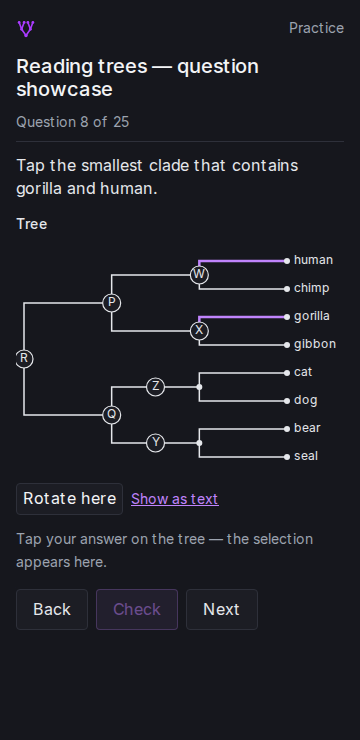 Practice
Reading trees — question
showcase
Question 8 of 25
Tap the smallest clade that contains
gorilla and human.
Tree
human
W
chimp
P
gorilla
X
gibbon
R
cat
Z
dog
Q
bear
Y
seal
Rotate here Show as text
Tap your answer on the tree — the selection
appears here.
Back Check Next